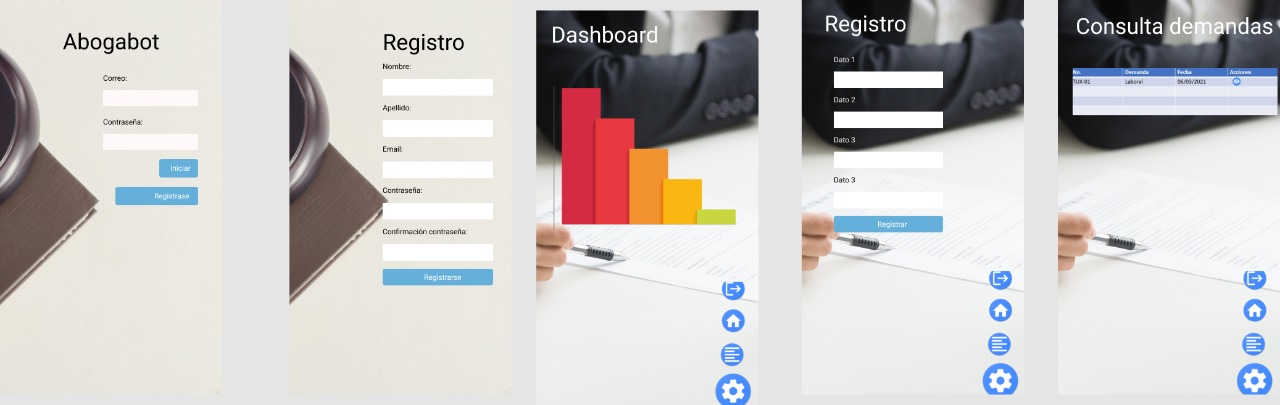 Abogabot
Correo:
Contraseña:
Iniciar
Registrase
Registro
Nombre:
Apellido:
Email:
Contraseña:
Confirmación contraseña:
Registrarse
Dashboard
Registro
Dato 1
Dato 2
Dato 3
Dato 3
Registrar
Consulta demandas
No. Demanda Fecha Acciones
TUX-01 Laboral 06/03/2021